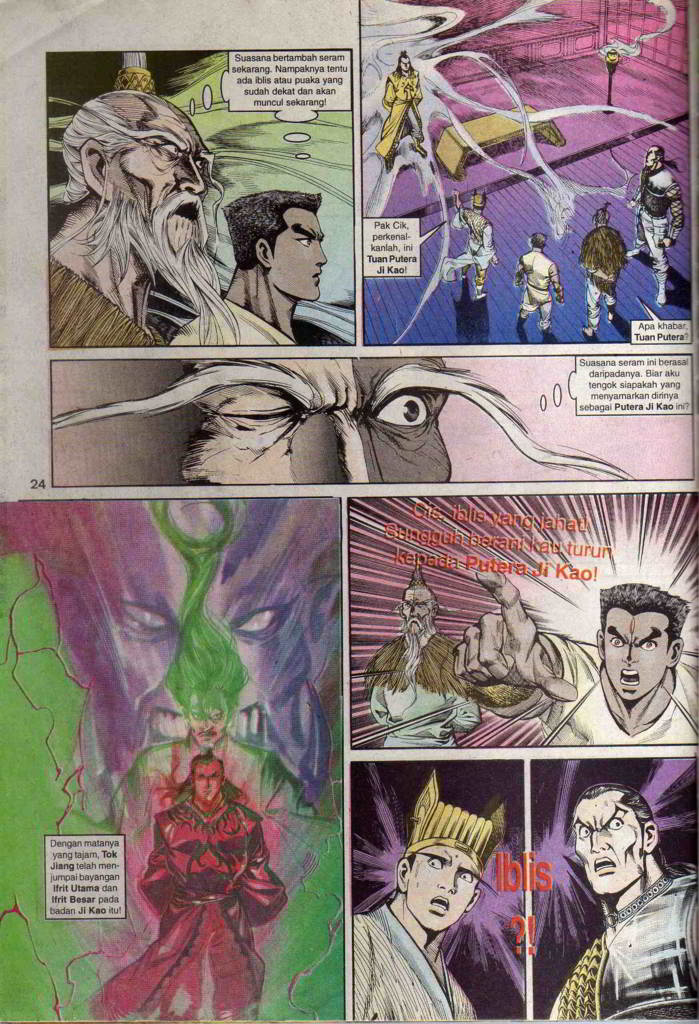 Suasana bertambah seram
sekarang. Nampaknya tentu
ada iblis atau puaka yang
sudah dekat dan akan
muncul sekarang!
Pak Cik,
perkenal-
kanlah, ini
Tuan Putera
Ji Kao!
Apa khabar,
Tuan Putera?
Suasana seram ini berasal
daripadanya. Biar aku
tengok siapakah yang
menyamarkan dirinya
sebagai Putera Ji Kao ini?
24
Cis, iblis yang jahat!
Sungguh berani kau turun
kepada Putera Ji Kao!
Dengan matanya
yang tajam, Tok
Jiang telah men-
jumpai bayangan
Ifrit Utama dan
Ifrit Besar pada
badan Ji Kao itu!
Iblis
?!